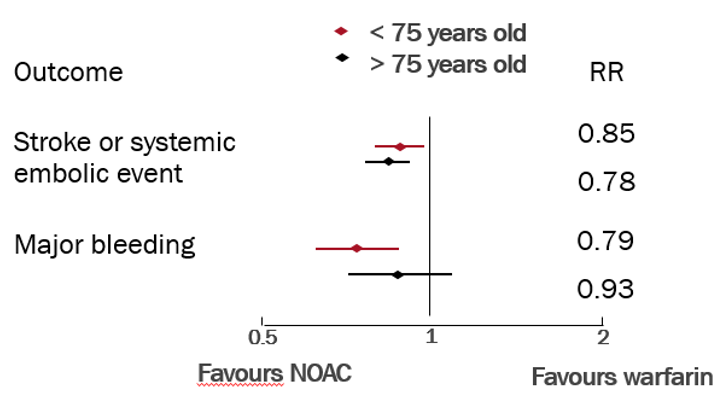 < 75 years old
> 75 years old
Outcome
RR
Stroke or systemic
embolic event
0.85
0.78
Major bleeding
0.79
0.93
0.5
1
2
Favours NOAC
Favours warfarin